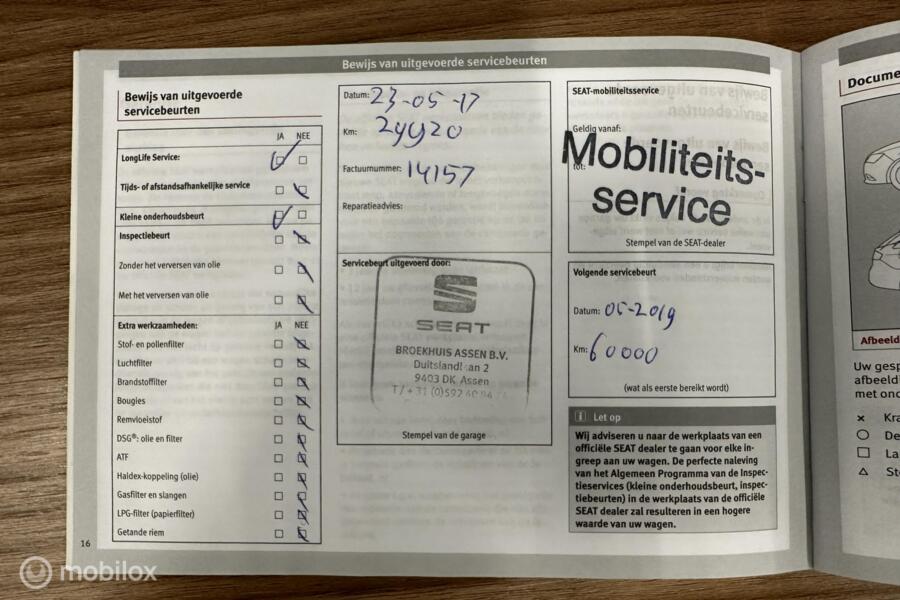 Bewijs van uitgevoerde servicebeurten
Bewijs van uitgevoerde
servicebeurten
JA NEE
LongLife Service:
Tijds- of afstandsafhankelijke service
Kleine onderhoudsbeurt
Inspectiebeurt
Zonder het verversen van olie
Met het verversen van olie
Extra werkzaamheden: JA NEE
Stof- en pollenfilter
Luchtfilter
Brandstoffilter
Bougies
Remvloeistof
DSG®: olie en filter
ATF
Haldex-koppeling (olie)
Gasfilter en slangen
LPG-filter (papierfilter)
Getande riem
16
Datum: 23-05-17
Km: 24420
Factuurnummer: 14157
Reparatieadvies:
Servicebeurt uitgevoerd door:
SEAT
BROEKHUIS ASSEN B.V.
9403 DK Assen
Stempel van de garage
SEAT-mobiliteitsservice
Geldig vanaf:
tot:
Mobiliteits-
service
Stempel van de SEAT-dealer
Volgende servicebeurt
Datum: 05-2019
Km: 60000
(wat als eerste bereikt wordt)
i Let op
Wij adviseren u naar de werkplaats van een
officiële SEAT dealer te gaan voor elke in-
greep aan uw wagen. De perfecte naleving
van het Algemeen Programma van de Inspec-
tieservices (kleine onderhoudsbeurt, inspec-
tiebeurten) in de werkplaats van de officiële
SEAT dealer zal resulteren in een hogere
waarde van uw wagen.
Docume
Afbeeld
Uw gesp
afbeeldi
met ond
Kra
De
La
mobilox